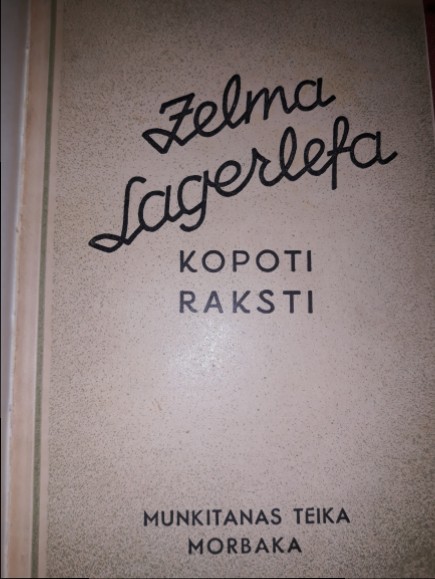 Zelma
Lagerlefa
KOPOTI
RAKSTI
MUNKITANAS TEIKA
MORBAKA